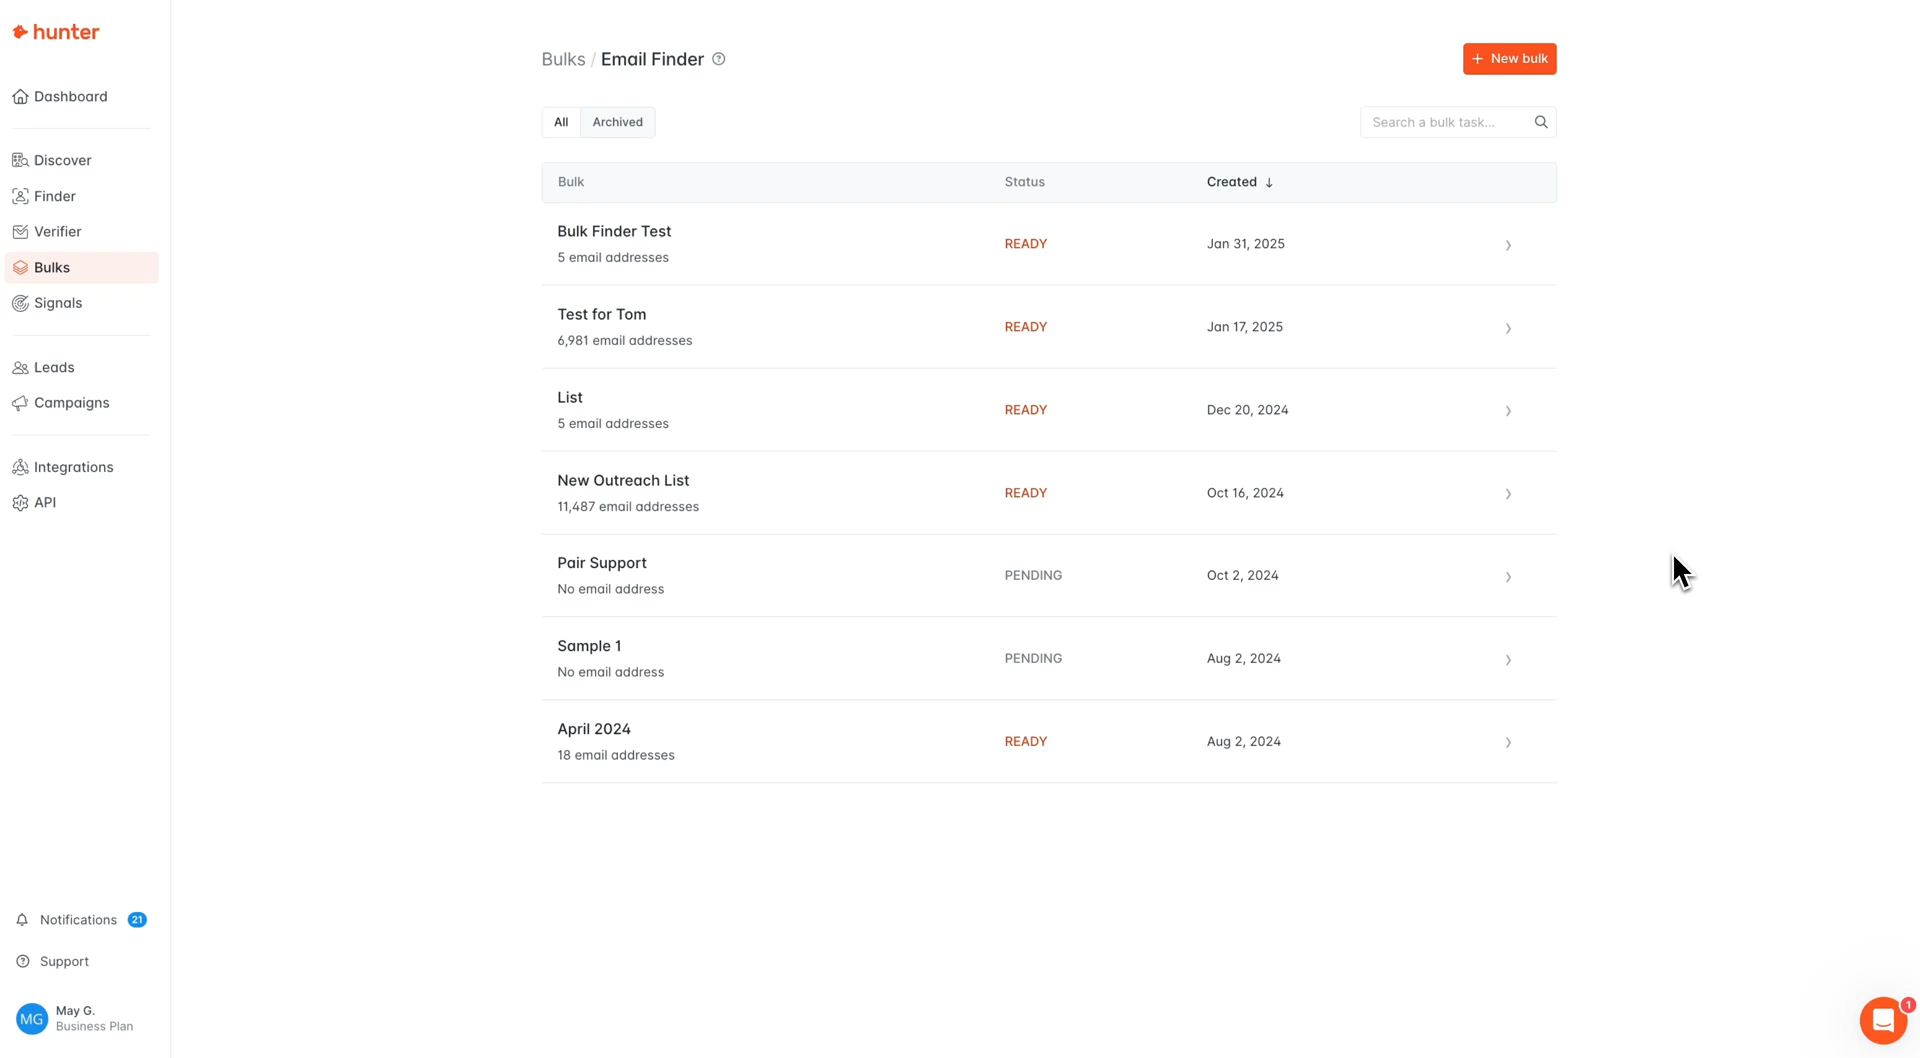 hunter
Dashboard
Discover
Finder
Verifier
Bulks
Signals
Leads
Campaigns
Integrations
API
Notifications 21
Support
MG
May G.
Business Plan
Bulks / Email Finder
+ New bulk
All
Archived
Search a bulk task...
Bulk Status Created ↓
Bulk Finder Test
5 email addresses
READY
Jan 31, 2025
Test for Tom
6,981 email addresses
READY
Jan 17, 2025
List
5 email addresses
READY
Dec 20, 2024
New Outreach List
11,487 email addresses
READY
Oct 16, 2024
Pair Support
No email address
PENDING
Oct 2, 2024
Sample 1
No email address
PENDING
Aug 2, 2024
April 2024
18 email addresses
READY
Aug 2, 2024
1